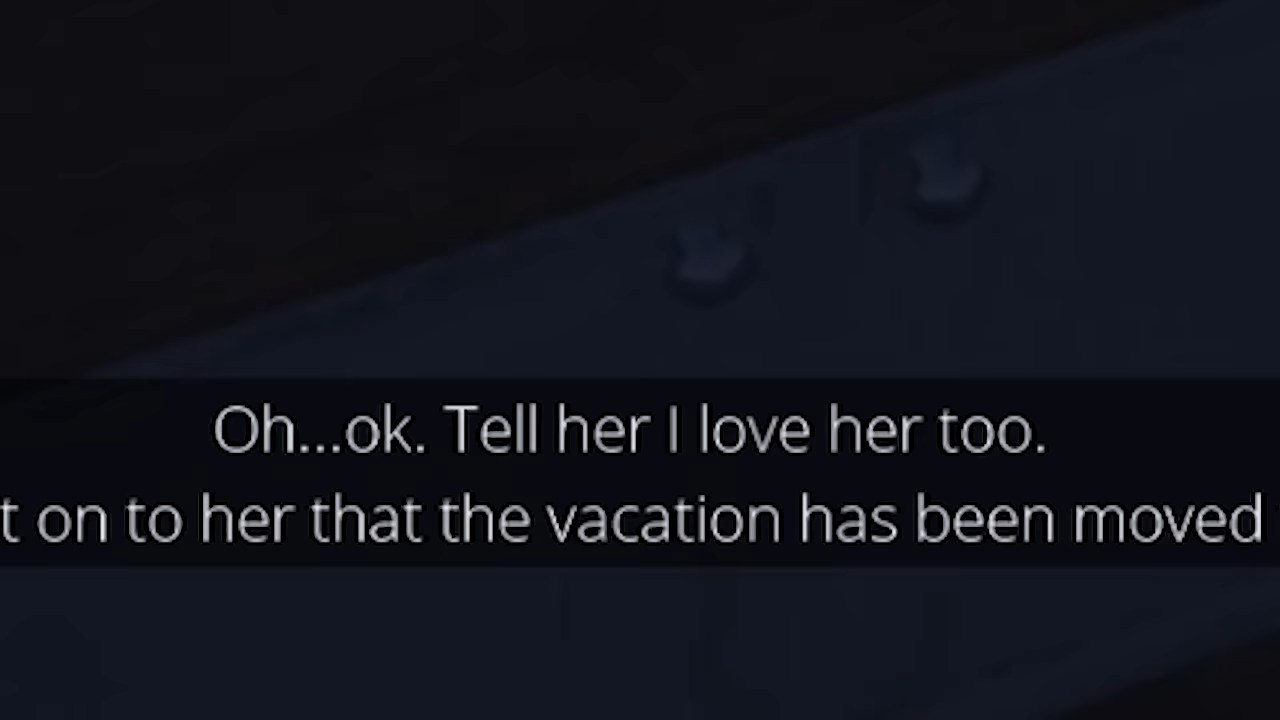 Oh...ok. Tell her I love her too.
t on to her that the vacation has been moved